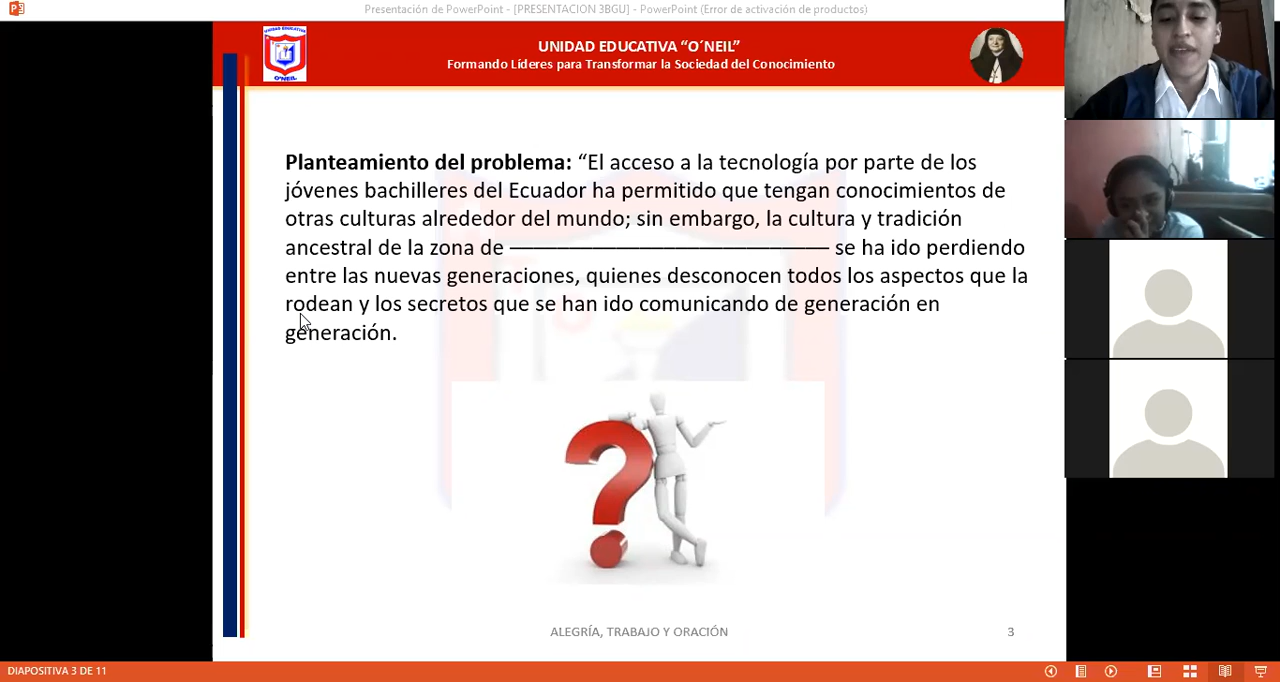 Presentación de PowerPoint - [PRESENTACION 3BGU] - PowerPoint (Error de activación de productos)
UNIDAD EDUCATIVA
O'NEIL
UNIDAD EDUCATIVA “O´NEIL”
Formando Líderes para Transformar la Sociedad del Conocimiento
Planteamiento del problema: “El acceso a la tecnología por parte de los
jóvenes bachilleres del Ecuador ha permitido que tengan conocimientos de
otras culturas alrededor del mundo; sin embargo, la cultura y tradición
ancestral de la zona de ——————————————— se ha ido perdiendo
entre las nuevas generaciones, quienes desconocen todos los aspectos que la
rodean y los secretos que se han ido comunicando de generación en
generación.
?
ALEGRÍA, TRABAJO Y ORACIÓN
3
DIAPOSITIVA 3 DE 11